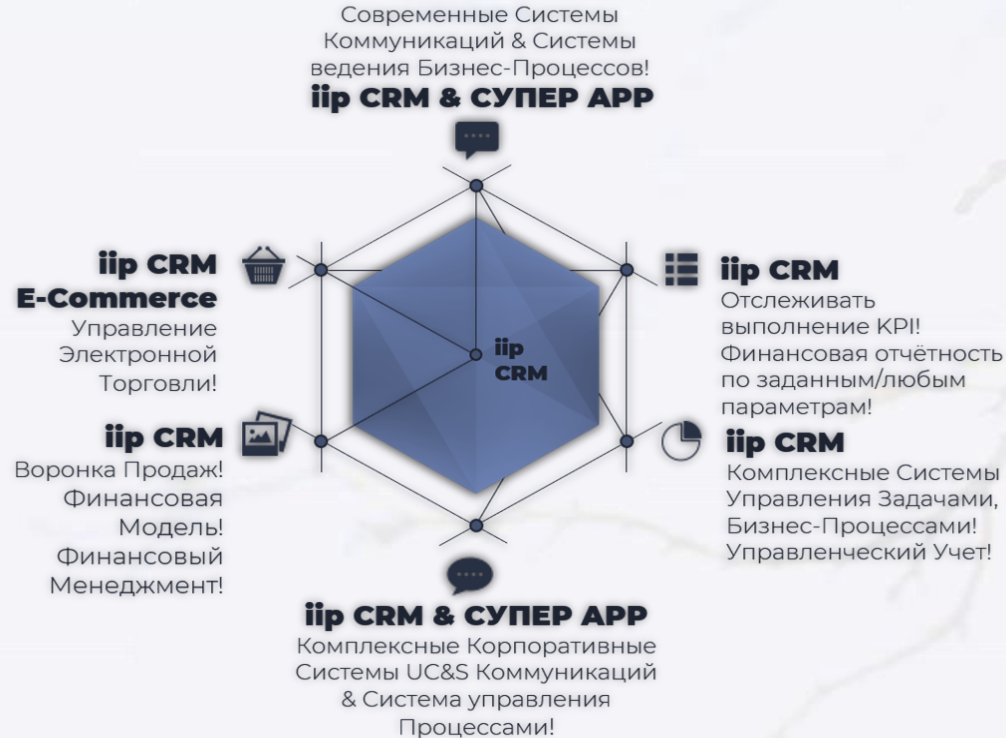 Современные Системы
Коммуникаций & Системы
ведения Бизнес-Процессов!
iip CRM & СУПЕР APP
iip CRM
E-Commerce
Управление
Электронной
Торговли!
iip CRM
Отслеживать
выполнение KPI!
Финансовая отчётность
по заданным/любым
параметрам!
iip
CRM
iip CRM
Воронка Продаж!
Финансовая
Модель!
Финансовый
Менеджмент!
iip CRM
Комплексные Системы
Управления Задачами,
Бизнес-Процессами!
Управленческий Учет!
iip CRM & СУПЕР APP
Комплексные Корпоративные
Системы UC&S Коммуникаций
& Система управления
Процессами!